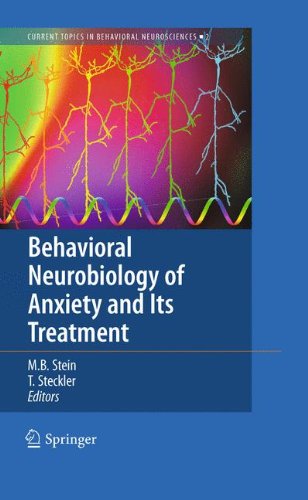 CURRENT TOPICS IN BEHAVIORAL NEUROSCIENCES ■ 2
Behavioral
Neurobiology of
Anxiety and Its
Treatment
M.B. Stein
T. Steckler
Editors
Springer